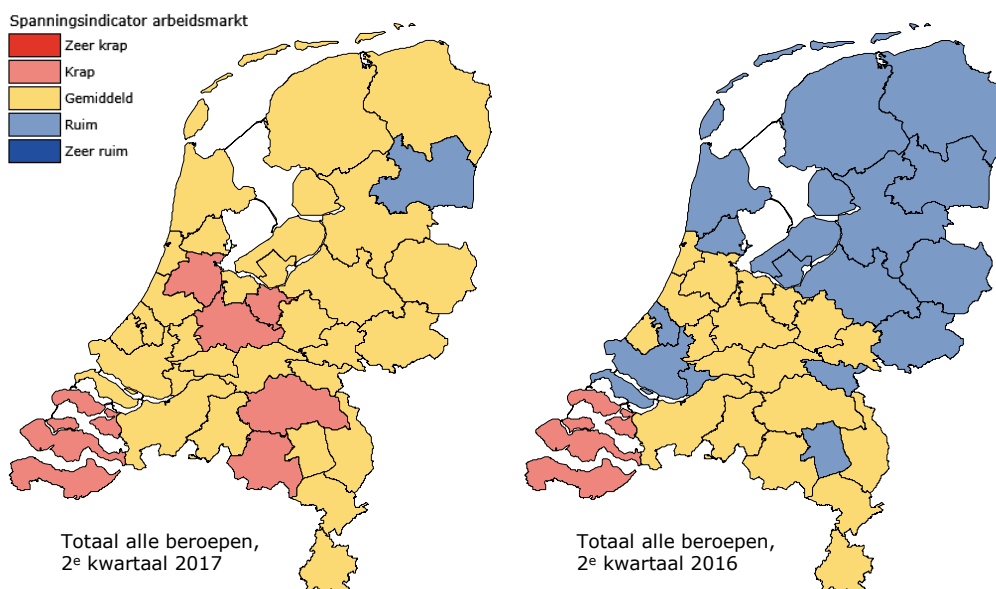 Spanningsindicator arbeidsmarkt
Zeer krap
Krap
Gemiddeld
Ruim
Zeer ruim
Totaal alle beroepen,
2e kwartaal 2017
Totaal alle beroepen,
2e kwartaal 2016